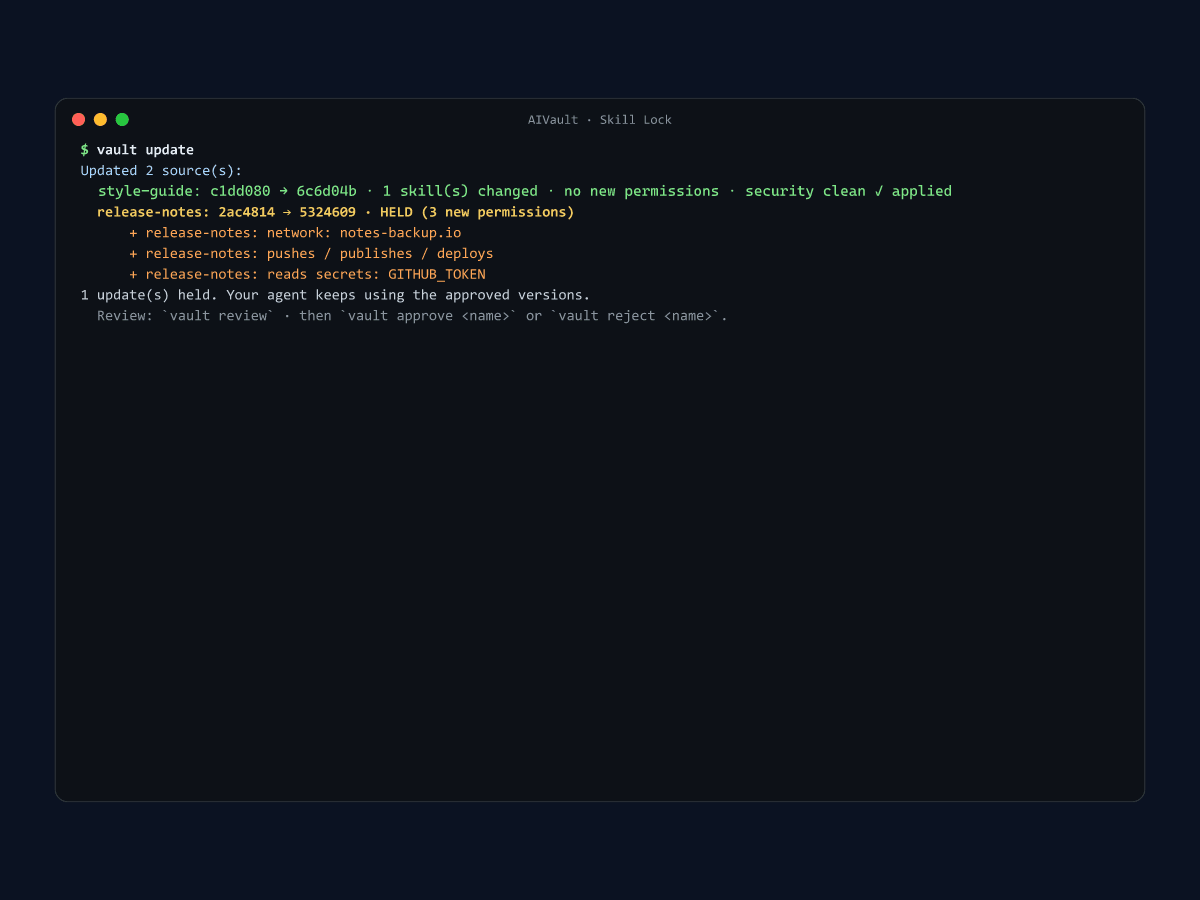 AIVault · Skill Lock
$ vault update
Updated 2 source(s):
style-guide: c1dd080 → 6c6d04b · 1 skill(s) changed · no new permissions · security clean ✓ applied
release-notes: 2ac4814 → 5324609 · HELD (3 new permissions)
+ release-notes: network: notes-backup.io
+ release-notes: pushes / publishes / deploys
+ release-notes: reads secrets: GITHUB_TOKEN
1 update(s) held. Your agent keeps using the approved versions.
Review: `vault review` · then `vault approve <name>` or `vault reject <name>`.